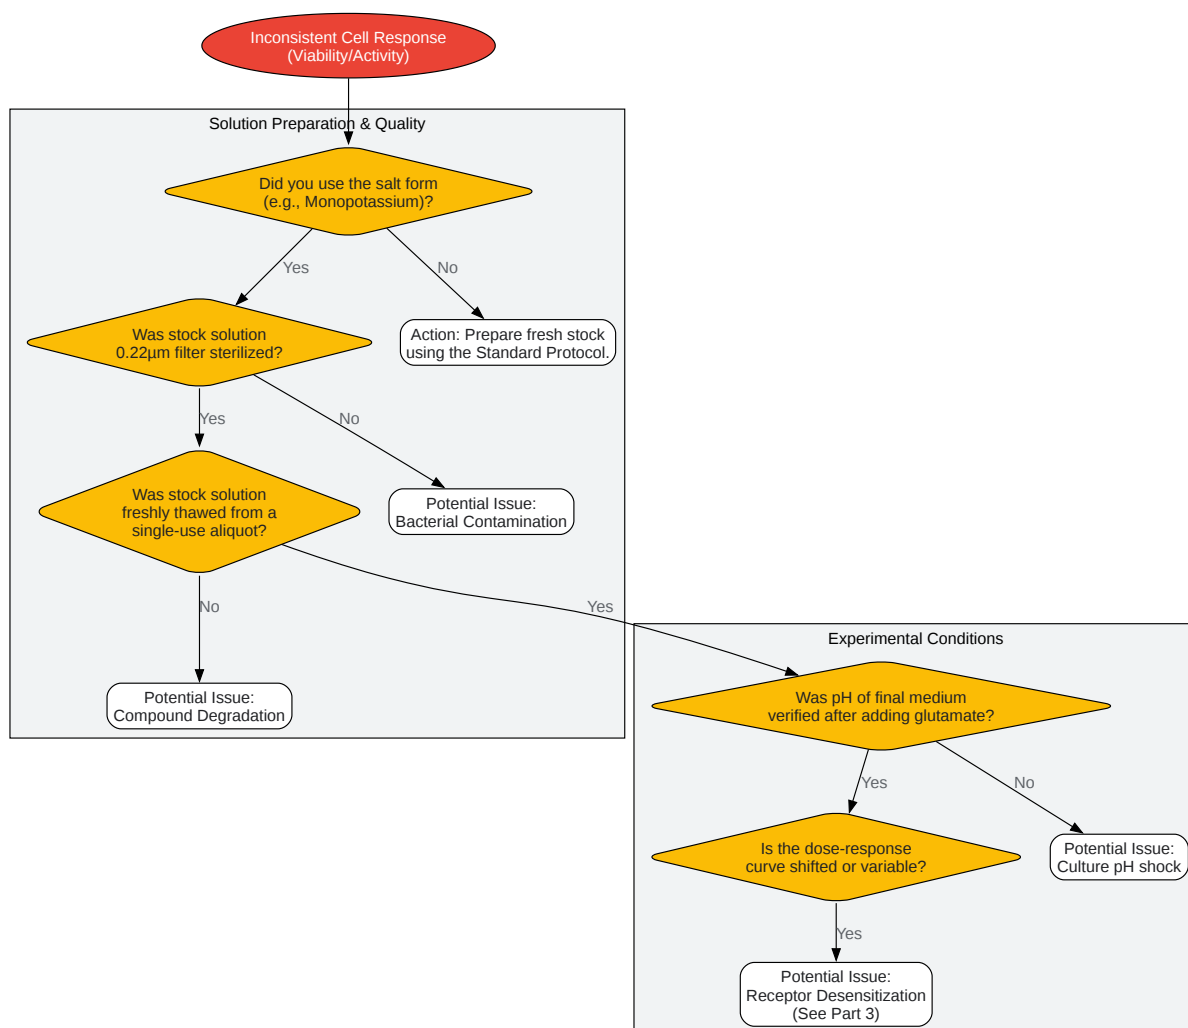 Inconsistent Cell Response
(Viability/Activity)
Solution Preparation & Quality
Did you use the salt form
(e.g., Monopotassium)?
Yes
No
Was stock solution
0.22µm filter sterilized?
Action: Prepare fresh stock
using the Standard Protocol.
Yes
No
Was stock solution
freshly thawed from a
single-use aliquot?
Potential Issue:
Bacterial Contamination
No
Yes
Potential Issue:
Compound Degradation
Experimental Conditions
Was pH of final medium
verified after adding glutamate?
Yes
No
Is the dose-response
curve shifted or variable?
Potential Issue:
Culture pH shock
Yes
Potential Issue:
Receptor Desensitization
(See Part 3)